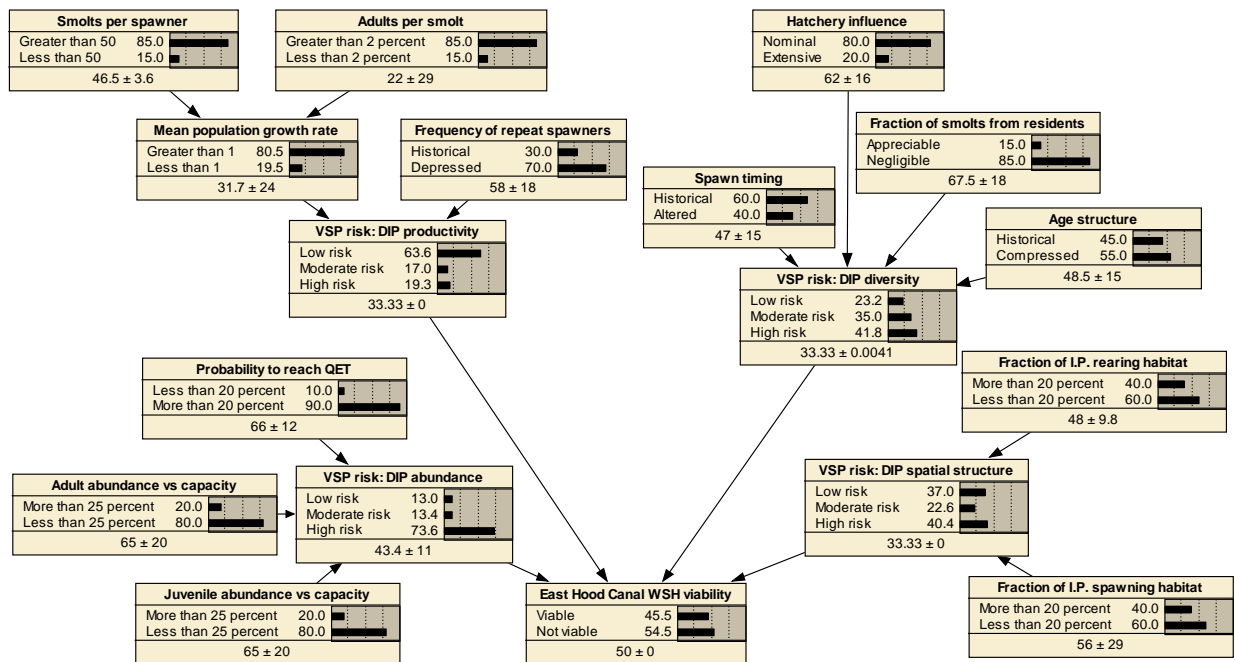 Smolts per spawner
Greater than 50 85.0
Less than 50 15.0
46.5 ± 3.6
Adults per smolt
Greater than 2 percent 85.0
Less than 2 percent 15.0
22 ± 29
Hatchery influence
Nominal 80.0
Extensive 20.0
62 ± 16
Mean population growth rate
Greater than 1 80.5
Less than 1 19.5
31.7 ± 24
Frequency of repeat spawners
Historical 30.0
Depressed 70.0
58 ± 18
Fraction of smolts from residents
Appreciable 15.0
Negligible 85.0
67.5 ± 18
Spawn timing
Historical 60.0
Altered 40.0
47 ± 15
Age structure
Historical 45.0
Compressed 55.0
48.5 ± 15
VSP risk: DIP productivity
Low risk 63.6
Moderate risk 17.0
High risk 19.3
33.33 ± 0
VSP risk: DIP diversity
Low risk 23.2
Moderate risk 35.0
High risk 41.8
33.33 ± 0.0041
Probability to reach QET
Less than 20 percent 10.0
More than 20 percent 90.0
66 ± 12
Fraction of I.P. rearing habitat
More than 20 percent 40.0
Less than 20 percent 60.0
48 ± 9.8
Adult abundance vs capacity
More than 25 percent 20.0
Less than 25 percent 80.0
65 ± 20
VSP risk: DIP abundance
Low risk 13.0
Moderate risk 13.4
High risk 73.6
43.4 ± 11
VSP risk: DIP spatial structure
Low risk 37.0
Moderate risk 22.6
High risk 40.4
33.33 ± 0
Juvenile abundance vs capacity
More than 25 percent 20.0
Less than 25 percent 80.0
65 ± 20
East Hood Canal WSH viability
Viable 45.5
Not viable 54.5
50 ± 0
Fraction of I.P. spawning habitat
More than 20 percent 40.0
Less than 20 percent 60.0
56 ± 29